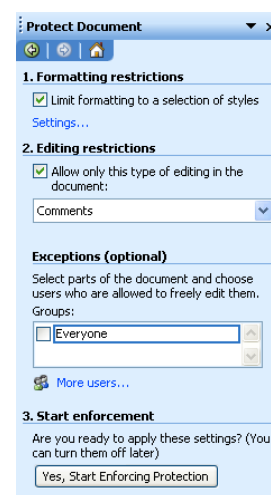 Protect Document
1. Formatting restrictions
Limit formatting to a selection of styles
Settings...
2. Editing restrictions
Allow only this type of editing in the
document:
Comments
Exceptions (optional)
Select parts of the document and choose
users who are allowed to freely edit them.
Groups:
Everyone
More users...
3. Start enforcement
Are you ready to apply these settings? (You
can turn them off later)
Yes, Start Enforcing Protection